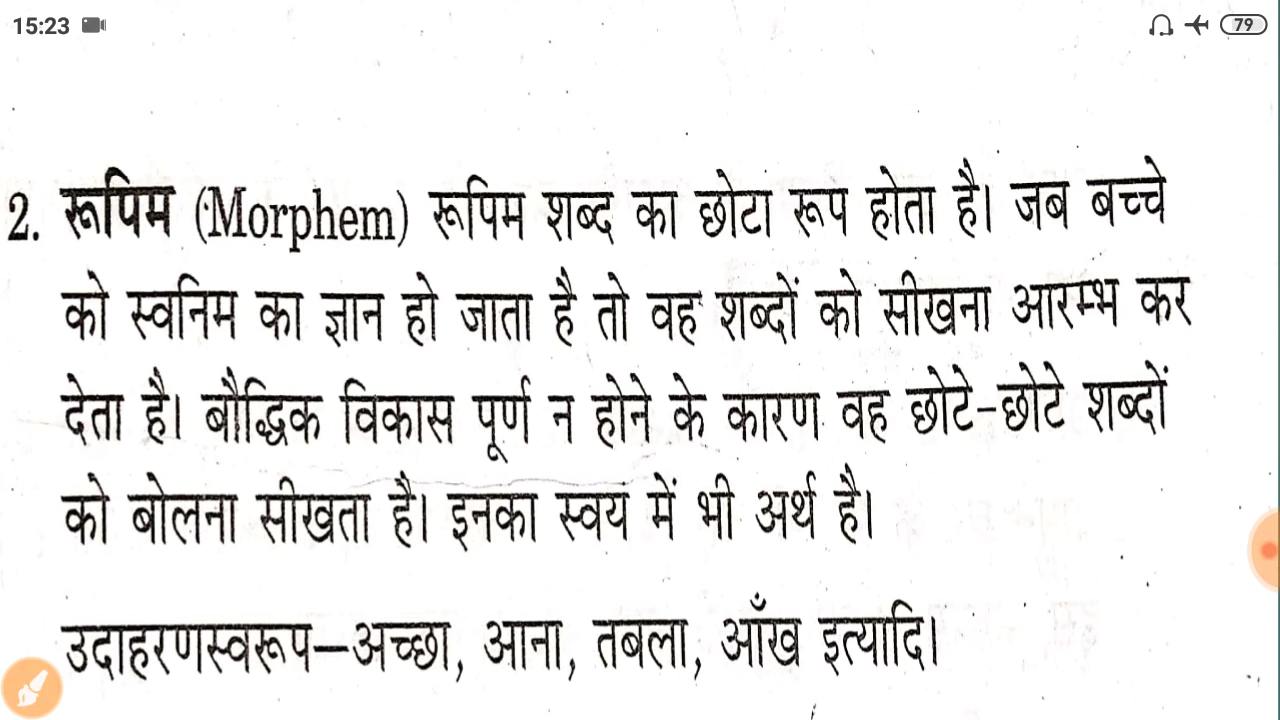 15:23
79
2. रूपिम (Morphem) रूपिम शब्द का छोटा रूप होता है। जब बच्चे
को स्वनिम का ज्ञान हो जाता है तो वह शब्दों को सीखना आरम्भ कर
देता है। बौद्धिक विकास पूर्ण न होने के कारण वह छोटे-छोटे शब्दों
को बोलना सीखता है। इनका स्वयं में भी अर्थ है।
उदाहरणस्वरूप—अच्छा, आना, तबला, आँख इत्यादि।